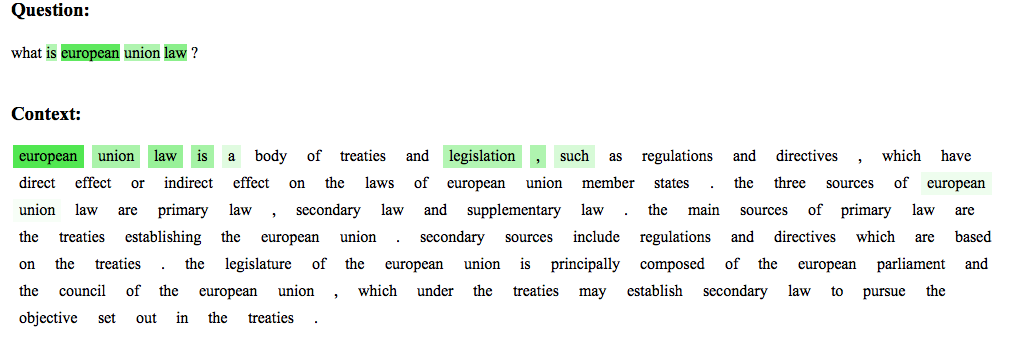 Question:
what is european union law ?
Context:
european union law is a body of treaties and legislation , such as regulations and directives , which have
direct effect or indirect effect on the laws of european union member states . the three sources of european
union law are primary law , secondary law and supplementary law . the main sources of primary law are
the treaties establishing the european union . secondary sources include regulations and directives which are based
on the treaties . the legislature of the european union is principally composed of the european parliament and
the council of the european union , which under the treaties may establish secondary law to pursue the
objective set out in the treaties .